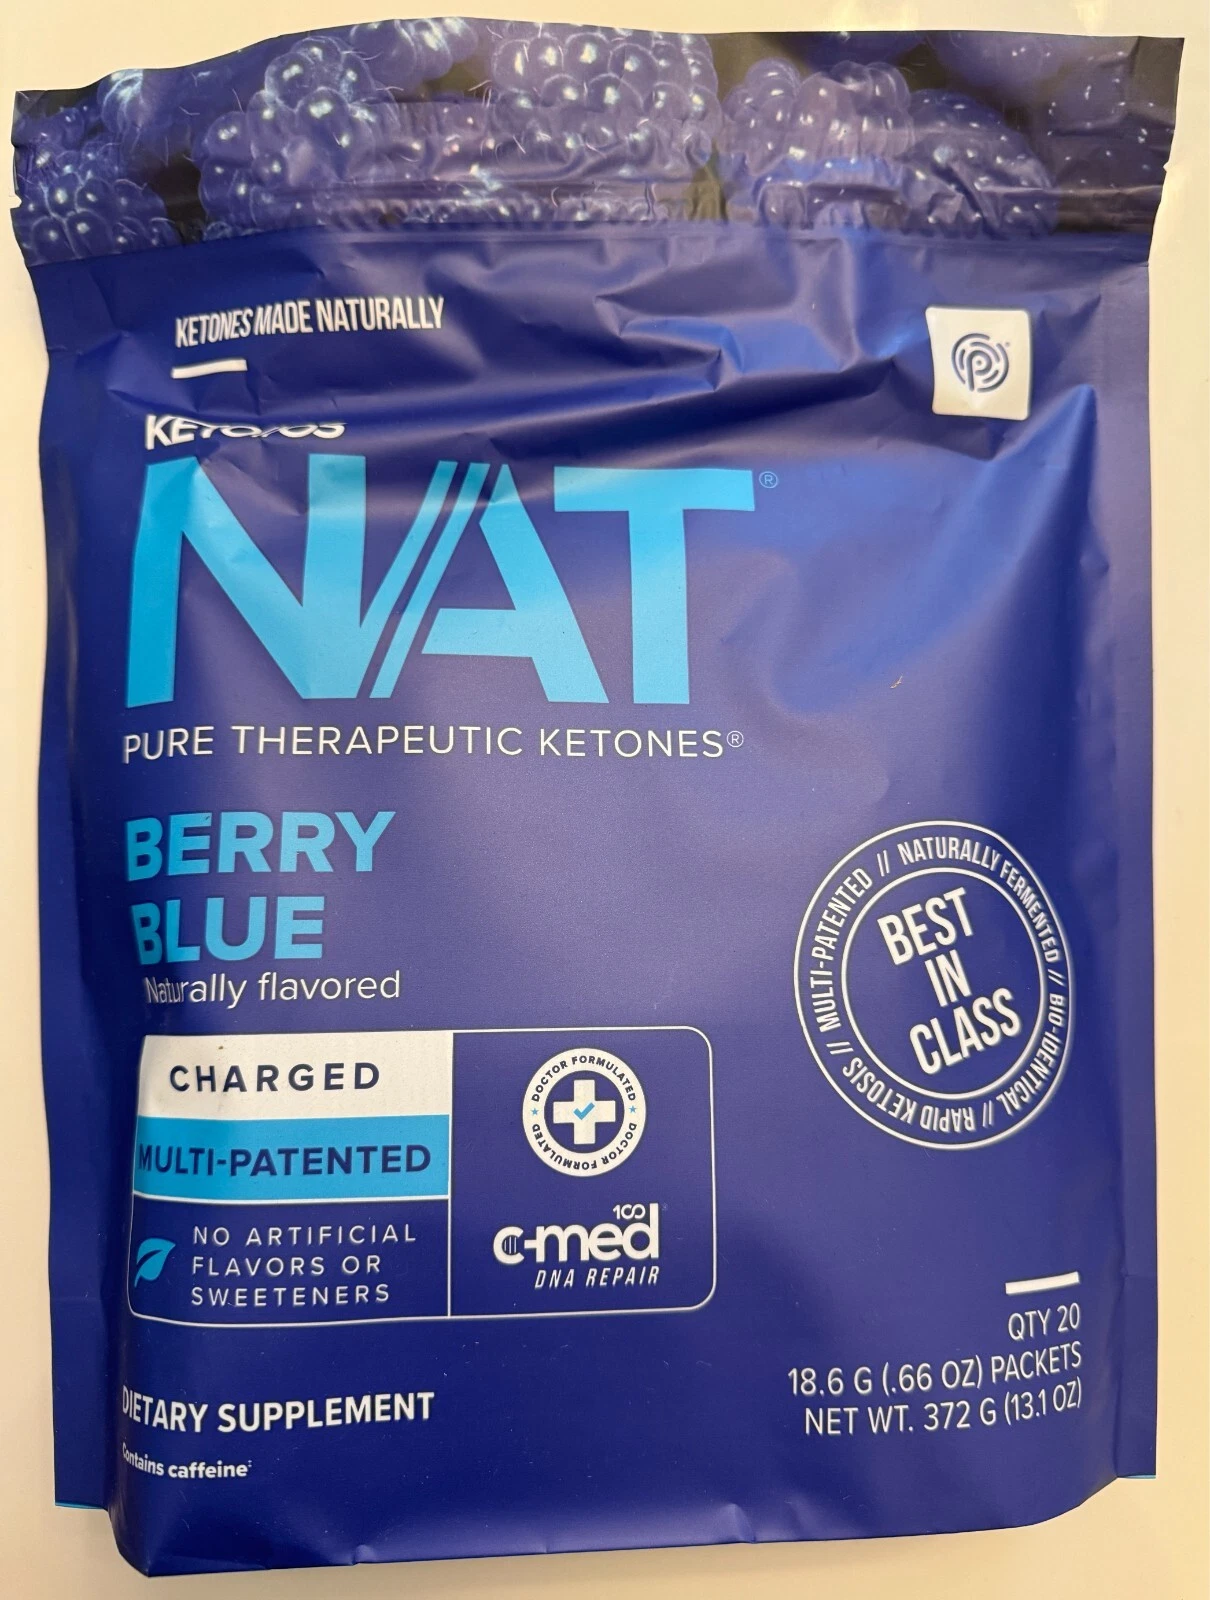 KETONES MADE NATURALLY
P
NAT®
PURE THERAPEUTIC KETONES®
BERRY
BLUE
Naturally flavored
MULTI-PATENTED // NATURALLY FERMENTED // BIO-IDENTICAL // RAPID KETOSIS //
BEST
IN
CLASS
CHARGED
MULTI-PATENTED
NO ARTIFICIAL
FLAVORS OR
SWEETENERS
DOCTOR FORMULATED
DOCTOR FORMULATED
c-med 100
DNA REPAIR
QTY 20
18.6 G (.66 OZ) PACKETS
NET WT. 372 G (13.1 OZ)
DIETARY SUPPLEMENT
Contains caffeine‡